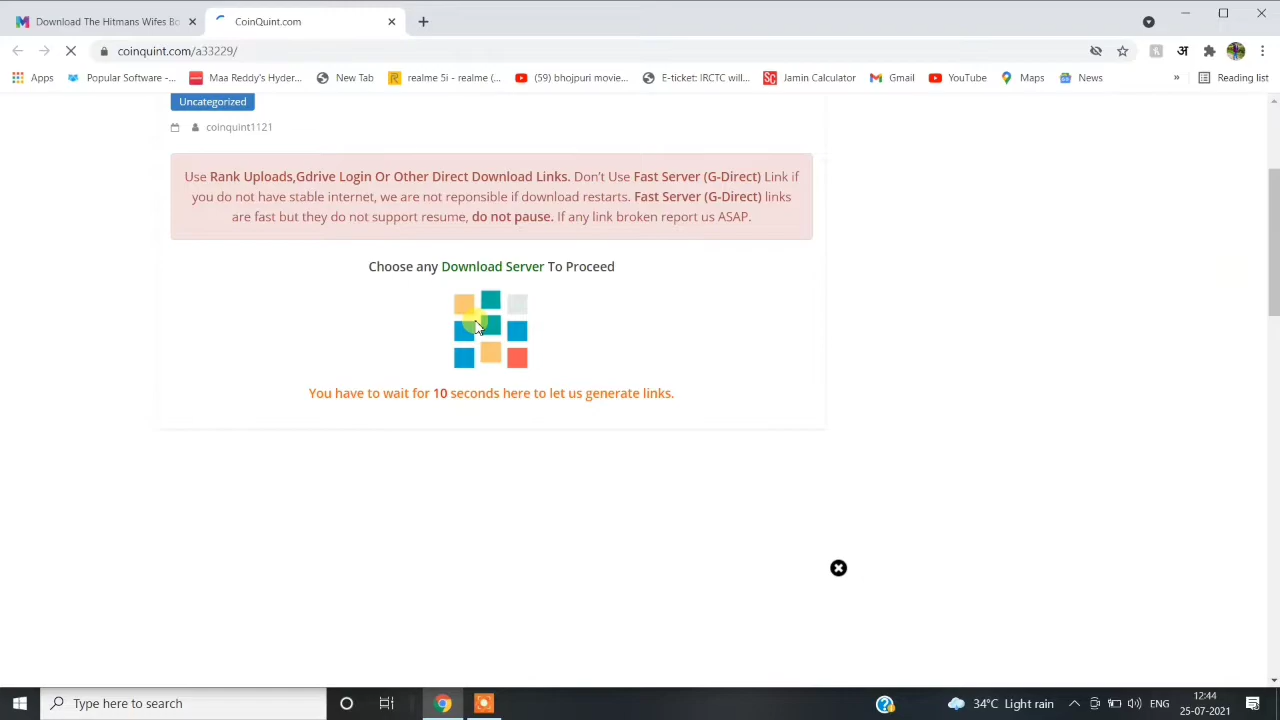 Download The Hitmans Wifes Bo
CoinQuint.com
coinquint.com/a33229/
अ
Apps
Popular Software -...
Maa Reddy's Hyder...
New Tab
realme 5i - realme (...
(59) bhojpuri movie...
E-ticket: IRCTC will...
SC
Jamin Calculator
Gmail
YouTube
Maps
News
»
Reading list
Uncategorized
coinquint1121
Use Rank Uploads,Gdrive Login Or Other Direct Download Links. Don't Use Fast Server (G-Direct) Link if
you do not have stable internet, we are not reponsible if download restarts. Fast Server (G-Direct) links
are fast but they do not support resume, do not pause. If any link broken report us ASAP.
Choose any Download Server To Proceed
You have to wait for 10 seconds here to let us generate links.
Type here to search
34°C Light rain
ENG
12:44
25-07-2021